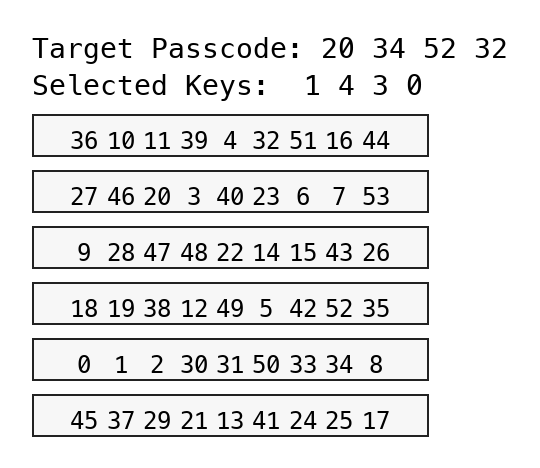 Target Passcode: 20 34 52 32
Selected Keys: 1 4 3 0
36 10 11 39 4 32 51 16 44
27 46 20 3 40 23 6 7 53
9 28 47 48 22 14 15 43 26
18 19 38 12 49 5 42 52 35
0 1 2 30 31 50 33 34 8
45 37 29 21 13 41 24 25 17